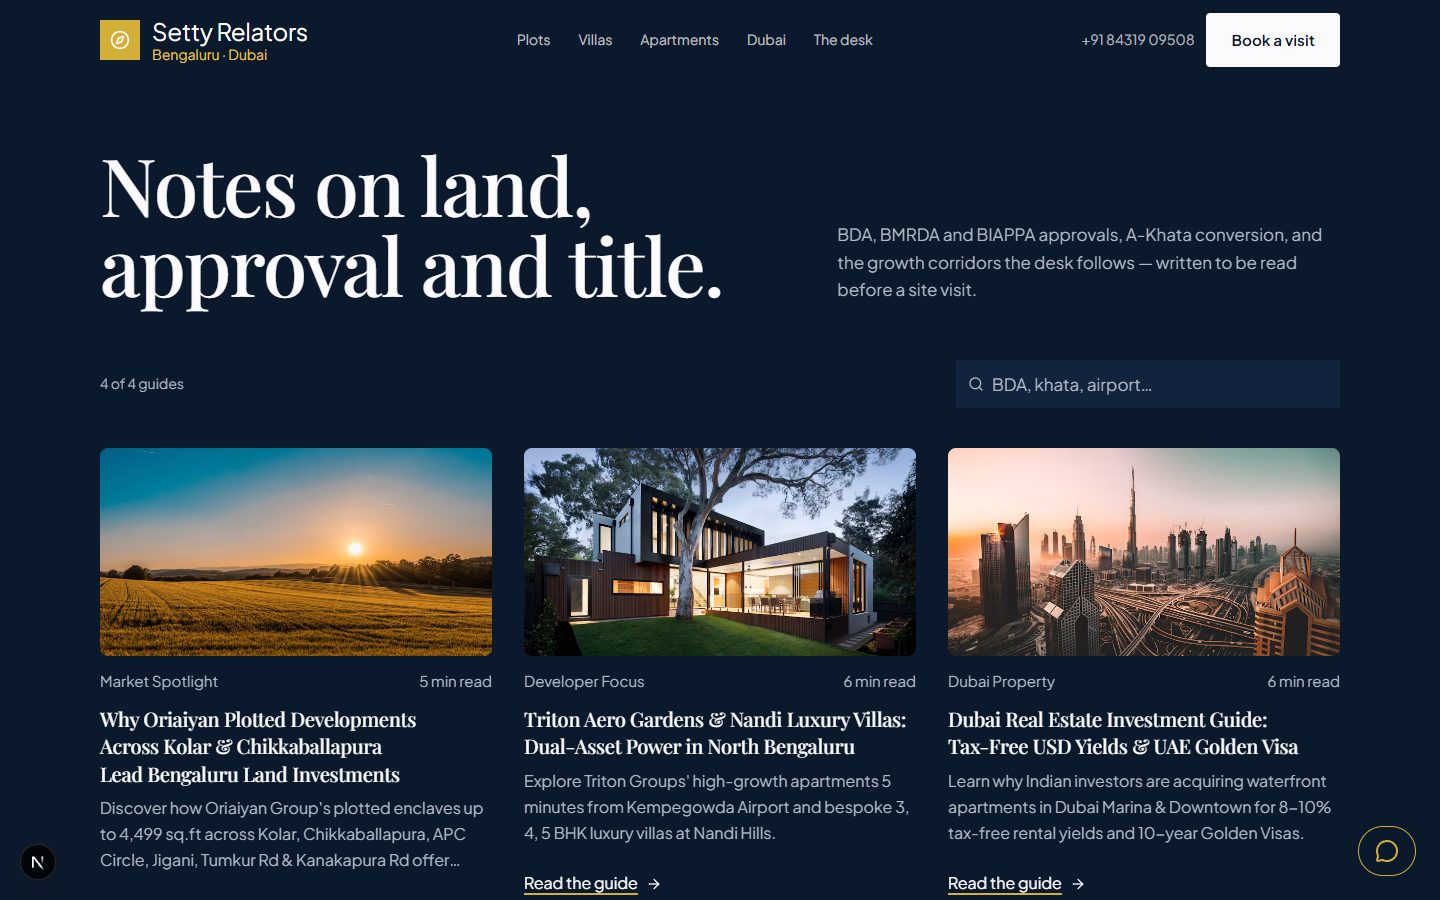 Setty Relators
Bengaluru · Dubai
Plots
Villas
Apartments
Dubai
The desk
+91 84319 09508
Book a visit
Notes on land,
approval and title.
BDA, BMRDA and BIAPPA approvals, A-Khata conversion, and
the growth corridors the desk follows — written to be read
before a site visit.
4 of 4 guides
BDA, khata, airport...
Market Spotlight
5 min read
Why Oriaiyan Plotted Developments
Across Kolar & Chikkaballapura
Lead Bengaluru Land Investments
Discover how Oriaiyan Group's plotted enclaves up
to 4,499 sq.ft across Kolar, Chikkaballapura, APC
Circle, Jigani, Tumkur Rd & Kanakapura Rd offer...
Developer Focus
6 min read
Triton Aero Gardens & Nandi Luxury Villas:
Dual-Asset Power in North Bengaluru
Explore Triton Groups' high-growth apartments 5
minutes from Kempegowda Airport and bespoke 3,
4, 5 BHK luxury villas at Nandi Hills.
Read the guide
Dubai Property
6 min read
Dubai Real Estate Investment Guide:
Tax-Free USD Yields & UAE Golden Visa
Learn why Indian investors are acquiring waterfront
apartments in Dubai Marina & Downtown for 8–10%
tax-free rental yields and 10-year Golden Visas.
Read the guide
N